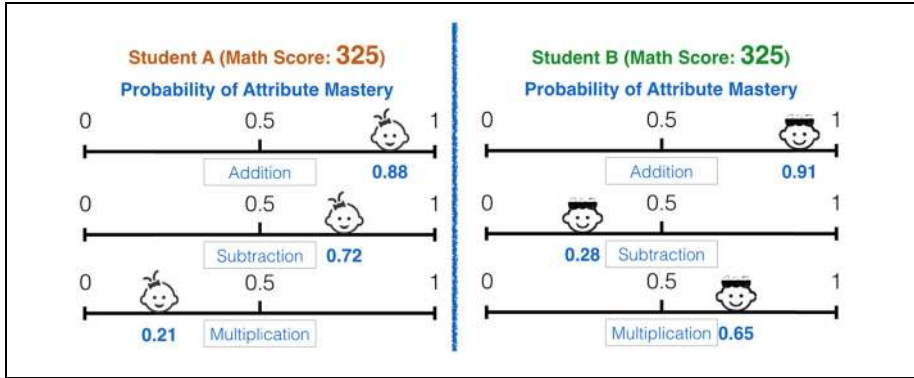 Student A (Math Score: 325)
Probability of Attribute Mastery
0 0.5 1
Addition 0.88
0 0.5 1
Subtraction 0.72
0 0.5 1
0.21 Multiplication
Student B (Math Score: 325)
Probability of Attribute Mastery
0 0.5 1
Addition 0.91
0 0.5 1
0.28 Subtraction
0 0.5 1
Multiplication 0.65